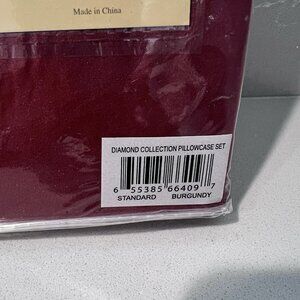 Made in China
DIAMOND COLLECTION PILLOWCASE SET
6 55385 66409 7
STANDARD BURGUNDY